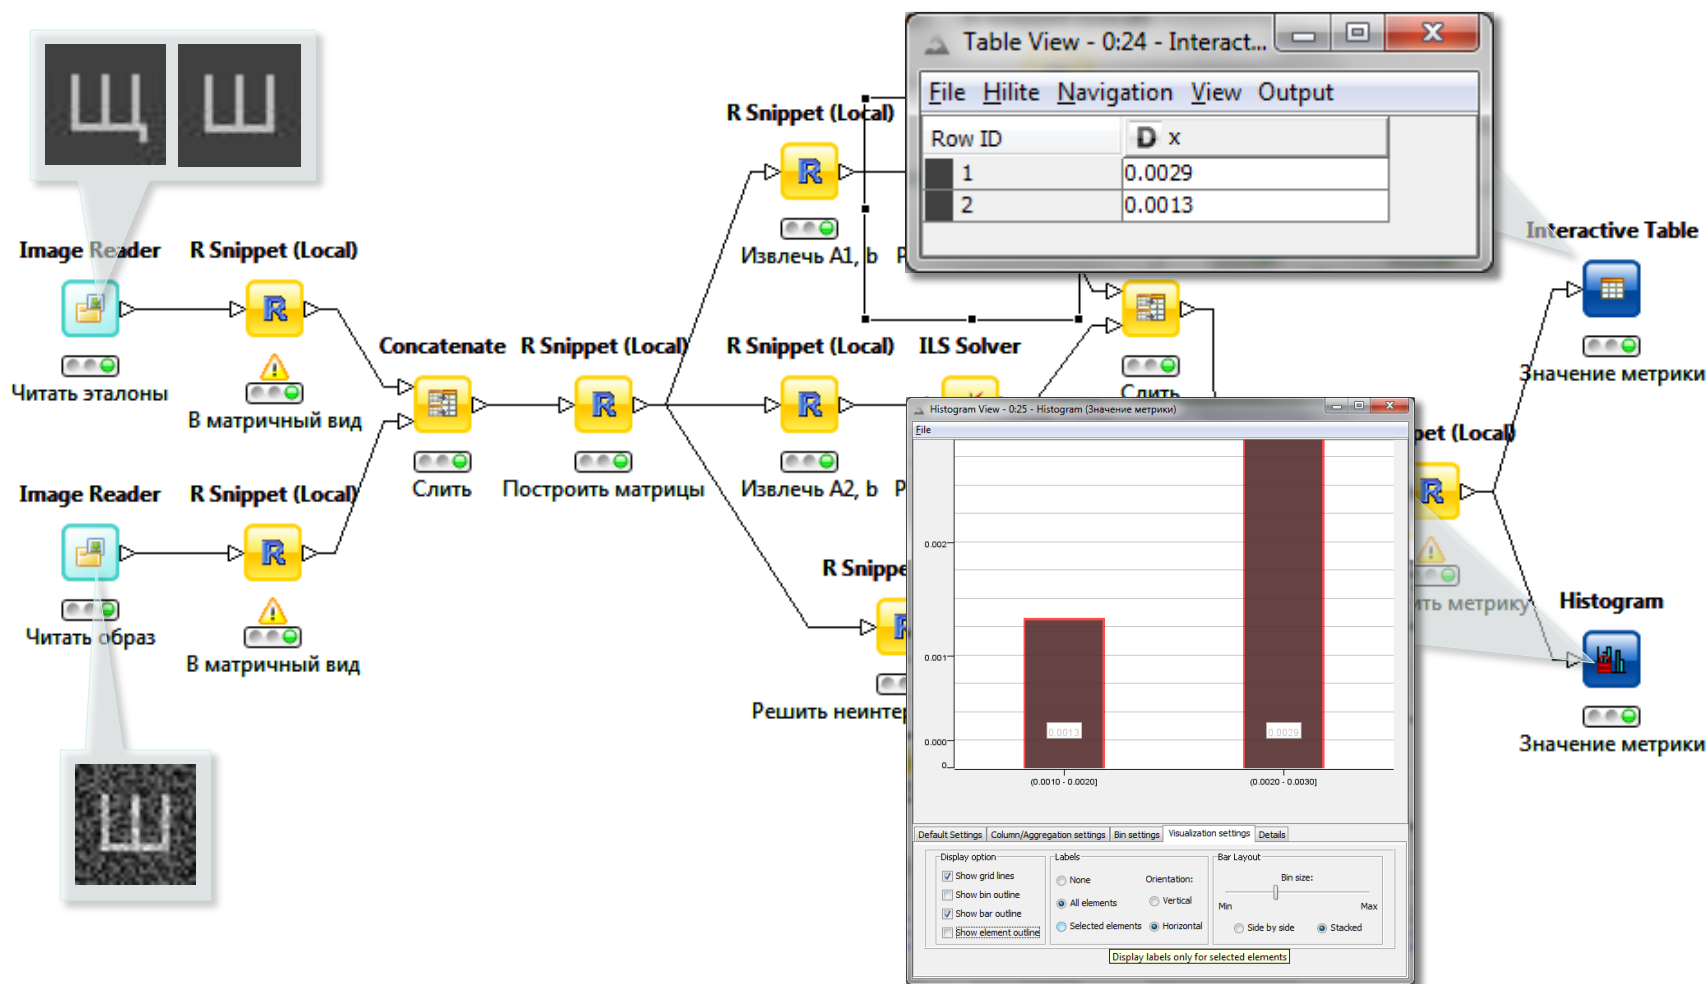 Щ
Ш
Image Reader
Читать эталоны
R Snippet (Local)
В матричный вид
Image Reader
Читать образ
R Snippet (Local)
В матричный вид
Ш
Concatenate
Слить
R Snippet (Local)
Построить матрицы
R Snippet (Local)
Извлечь A1, b
R Snippet (Local)
Извлечь A2, b
ILS Solver
Слить
R Snippe
Решить неинтер
Table View - 0:24 - Interact...
File Hilite Navigation View Output
Row ID D x
1 0.0029
2 0.0013
Interactive Table
Значение метрики
pet (Local)
ить метрику
Histogram
Значение метрики
Histogram View - 0:25 - Histogram (Значение метрики)
File
0.002
0.001
0.000
0
0.0013
0.0029
(0.0010 - 0.0020]
(0.0020 - 0.0030]
Default Settings Column/Aggregation settings Bin settings Visualization settings Details
Display option
Show grid lines
Show bin outline
Show bar outline
Show element outline
Labels
None
All elements
Selected elements
Orientation:
Vertical
Horizontal
Bar Layout
Bin size:
Min Max
Side by side Stacked
Display labels only for selected elements